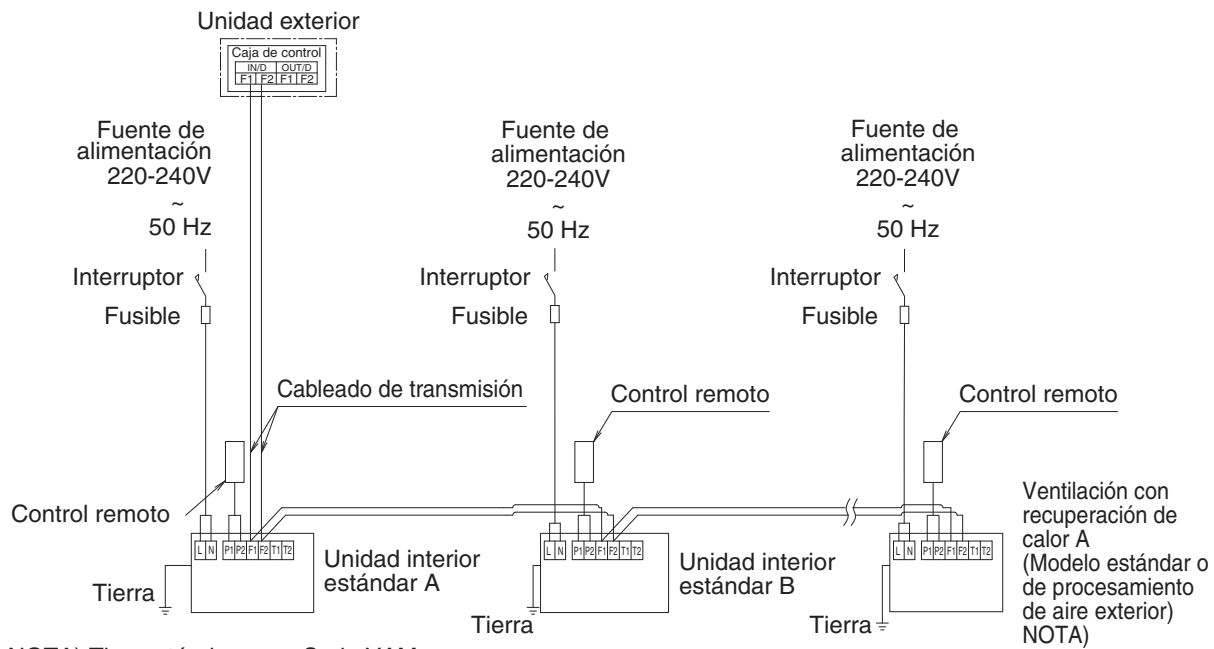 Unidad exterior
Caja de control
IN/D OUT/D
F1 F2 F1 F2
Fuente de
alimentación
220-240V
~
50 Hz
Fuente de
alimentación
220-240V
~
50 Hz
Fuente de
alimentación
220-240V
~
50 Hz
Interruptor
Interruptor
Interruptor
Fusible
Fusible
Fusible
Cableado de transmisión
Control remoto
Control remoto
Control remoto
L N P1 P2 F1 F2 T1 T2
L N P1 P2 F1 F2 T1 T2
L N P1 P2 F1 F2 T1 T2
Unidad interior
estándar A
Unidad interior
estándar B
Ventilación con
recuperación de
calor A
(Modelo estándar o
de procesamiento
de aire exterior)
NOTA)
Tierra
Tierra
Tierra